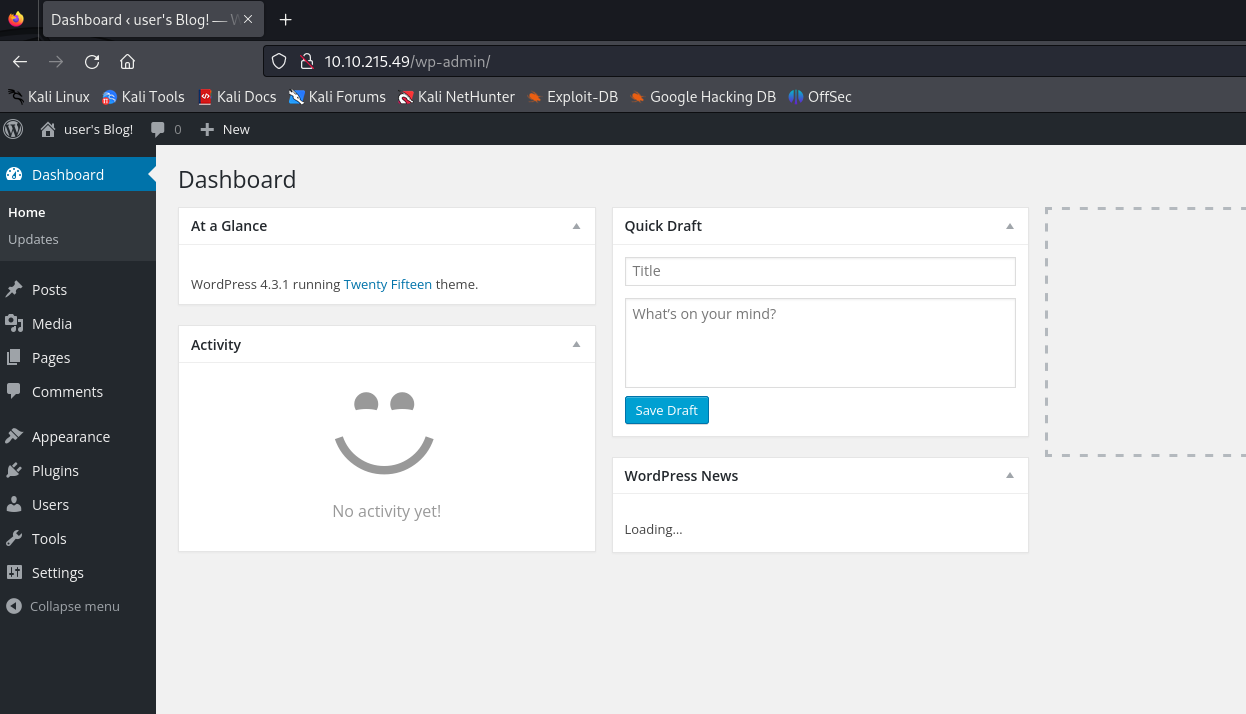 Dashboard ‹ user's Blog! — W
10.10.215.49/wp-admin/
Kali Linux Kali Tools Kali Docs Kali Forums Kali NetHunter Exploit-DB Google Hacking DB OffSec
user's Blog! 0 New
Dashboard
Home
Updates
Posts
Media
Pages
Comments
Appearance
Plugins
Users
Tools
Settings
Collapse menu
Dashboard
At a Glance
WordPress 4.3.1 running Twenty Fifteen theme.
Activity
No activity yet!
Quick Draft
Title
What's on your mind?
Save Draft
WordPress News
Loading...